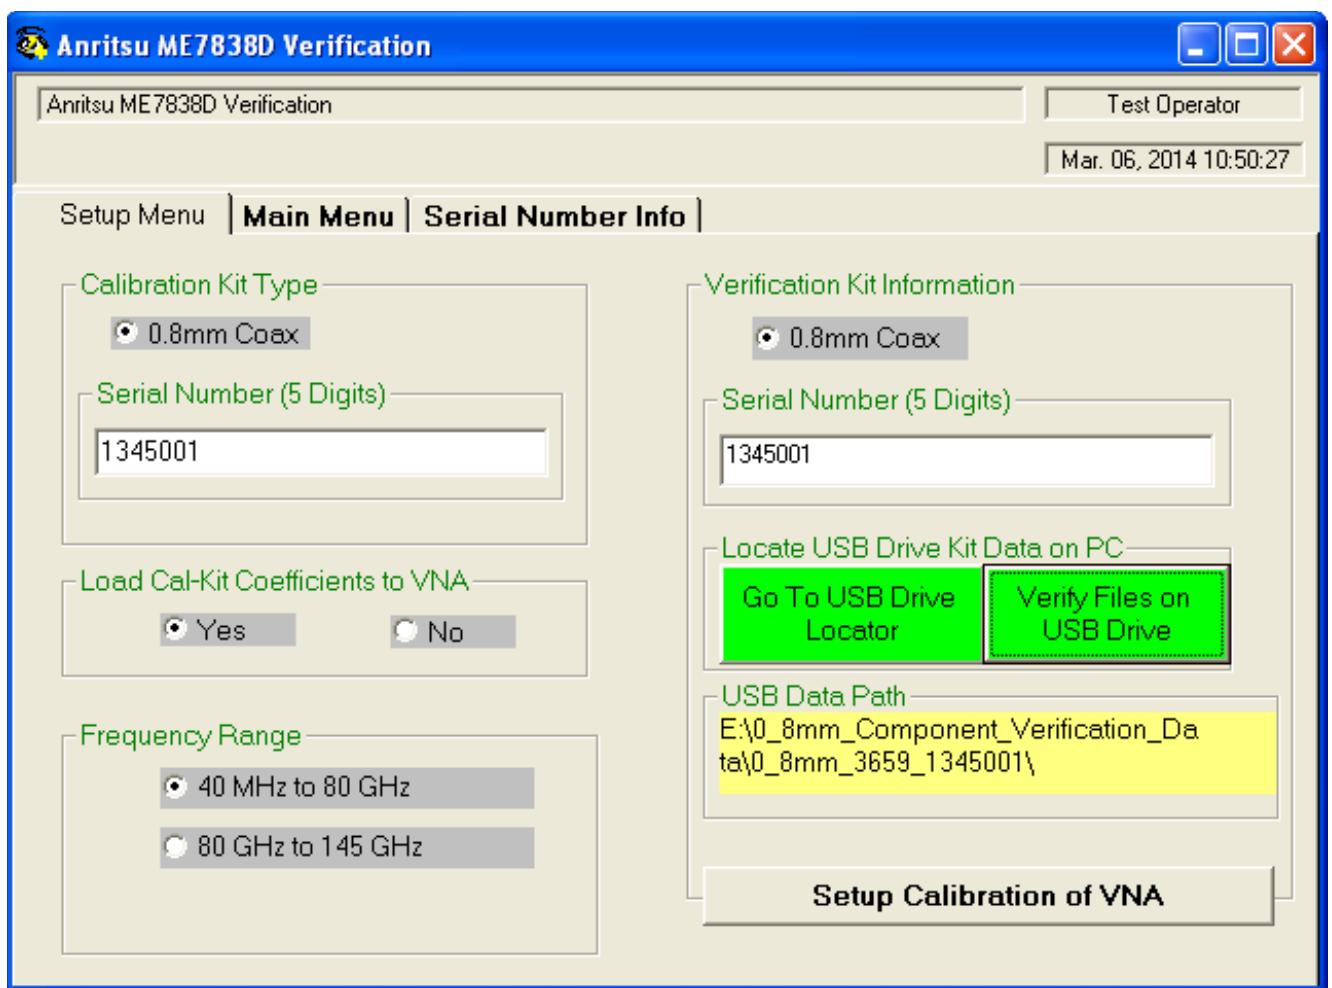 Anritsu ME7838D Verification
Anritsu ME7838D Verification
Test Operator
Mar. 06, 2014 10:50:27
Setup Menu
Main Menu
Serial Number Info
Calibration Kit Type
0.8mm Coax
Serial Number (5 Digits)
1345001
Load Cal-Kit Coefficients to VNA
Yes
No
Frequency Range
40 MHz to 80 GHz
80 GHz to 145 GHz
Verification Kit Information
0.8mm Coax
Serial Number (5 Digits)
1345001
Locate USB Drive Kit Data on PC
Go To USB Drive
Locator
Verify Files on
USB Drive
USB Data Path
E:\0_8mm_Component_Verification_Da
ta\0_8mm_3659_1345001\
Setup Calibration of VNA